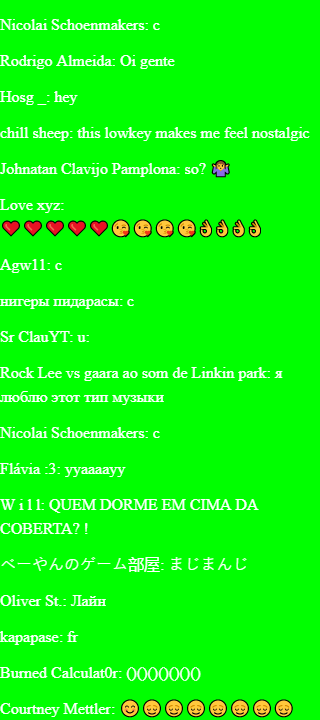 Nicolai Schoenmakers: c
Rodrigo Almeida: Oi gente
Hosg _: hey
chill sheep: this lowkey makes me feel nostalgic
Johnatan Clavijo Pamplona: so? 🤷‍♀️
Love xyz:
❤❤❤❤❤😘😘😘😘👌👌👌👌
Agw11: c
нигеры пидарасы: с
Sr ClauYT: u:
Rock Lee vs gaara ao som de Linkin park: я
люблю этот тип музыки
Nicolai Schoenmakers: c
Flávia :3: yyaaaayy
W i l l: QUEM DORME EM CIMA DA
COBERTA? !
べーやんのゲーム部屋: まじまんじ
Oliver St.: Лайн
kapapase: fr
Burned Calculat0r: ()()()()()()()
Courtney Mettler: 😊😌😌😌😌😌😌😌